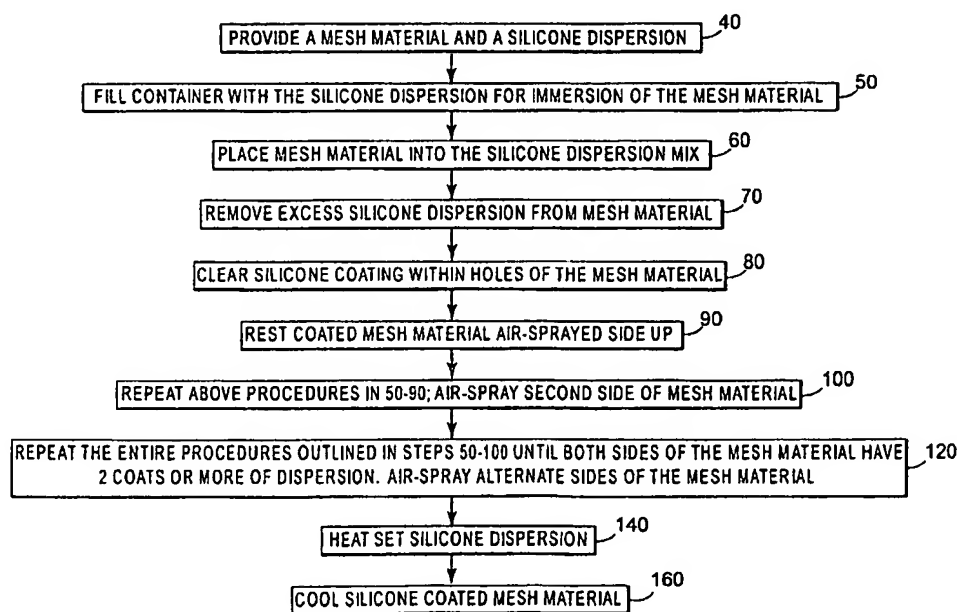 40
PROVIDE A MESH MATERIAL AND A SILICONE DISPERSION
50
FILL CONTAINER WITH THE SILICONE DISPERSION FOR IMMERSION OF THE MESH MATERIAL
60
PLACE MESH MATERIAL INTO THE SILICONE DISPERSION MIX
70
REMOVE EXCESS SILICONE DISPERSION FROM MESH MATERIAL
80
CLEAR SILICONE COATING WITHIN HOLES OF THE MESH MATERIAL
90
REST COATED MESH MATERIAL AIR-SPRAYED SIDE UP
100
REPEAT ABOVE PROCEDURES IN 50-90; AIR-SPRAY SECOND SIDE OF MESH MATERIAL
REPEAT THE ENTIRE PROCEDURES OUTLINED IN STEPS 50-100 UNTIL BOTH SIDES OF THE MESH MATERIAL HAVE
2 COATS OR MORE OF DISPERSION. AIR-SPRAY ALTERNATE SIDES OF THE MESH MATERIAL
120
HEAT SET SILICONE DISPERSION
140
COOL SILICONE COATED MESH MATERIAL
160